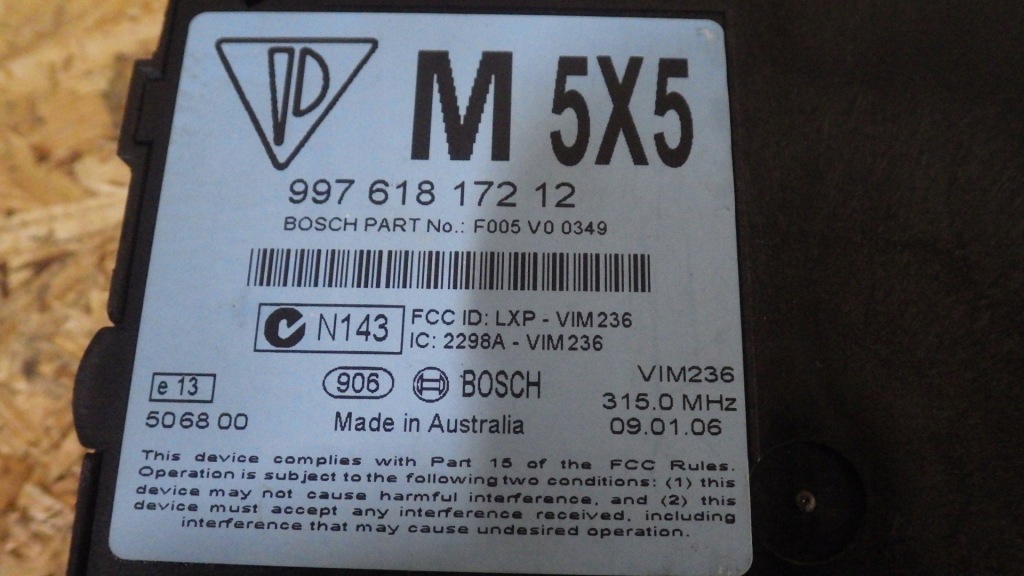 M 5X5
997 618 172 12
BOSCH PART No.: F005 V0 0349
N143
FCC ID: LXP - VIM236
IC: 2298A - VIM236
e 13
506800
906
BOSCH
Made in Australia
VIM236
315.0 MHz
09.01.06
This device complies with Part 15 of the FCC Rules.
Operation is subject to the following two conditions: (1) this
device may not cause harmful interference, and (2) this
device must accept any interference received, including
interference that may cause undesired operation.